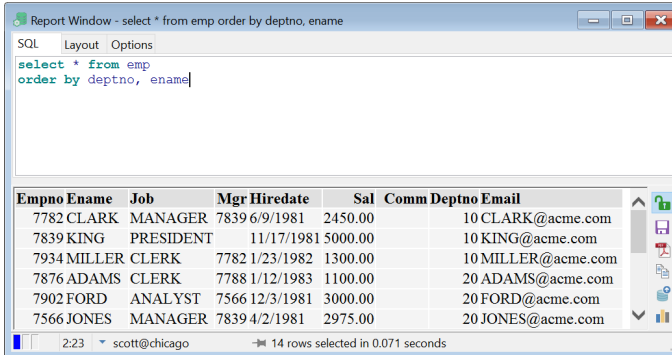 Report Window - select * from emp order by deptno, ename
SQL Layout Options
select * from emp
order by deptno, ename
Empno Ename Job Mgr Hiredate Sal Comm Deptno Email
7782 CLARK MANAGER 7839 6/9/1981 2450.00 10 CLARK@acme.com
7839 KING PRESIDENT 11/17/1981 5000.00 10 KING@acme.com
7934 MILLER CLERK 7782 1/23/1982 1300.00 10 MILLER@acme.com
7876 ADAMS CLERK 7788 1/12/1983 1100.00 20 ADAMS@acme.com
7902 FORD ANALYST 7566 12/3/1981 3000.00 20 FORD@acme.com
7566 JONES MANAGER 7839 4/2/1981 2975.00 20 JONES@acme.com
2:23 scott@chicago 14 rows selected in 0.071 seconds